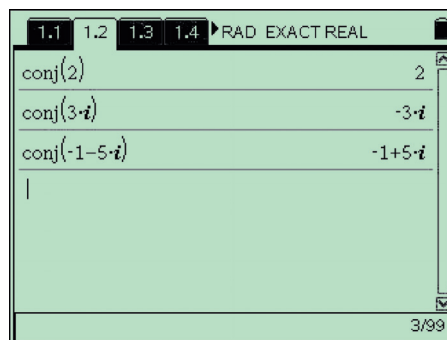 1.1 1.2 1.3 1.4 RAD EXACT REAL
conj(2) 2
conj(3·i) -3·i
conj(-1-5·i) -1+5·i
3/99